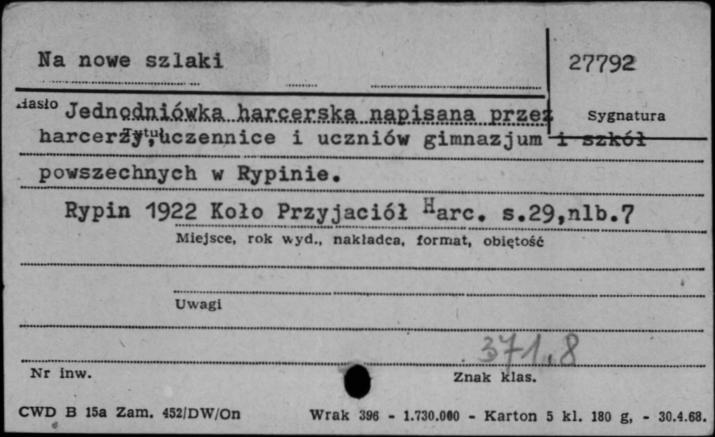 Na nowe szlaki
27792
Hasło Jednodniówka harcerska napisana przez
Sygnatura
harcerzy, uczennice i uczniów gimnazjum i szkół
Tytuł
powszechnych w Rypinie.
Rypin 1922 Koło Przyjaciół Harc. s.29,nlb.7
Miejsce, rok wyd., nakładca, format, objętość
Uwagi
371.8
Nr inw.
Znak klas.
CWD B 15a Zam. 452/DW/On
Wrak 396 - 1.730.000 - Karton 5 kl. 180 g, - 30.4.68.